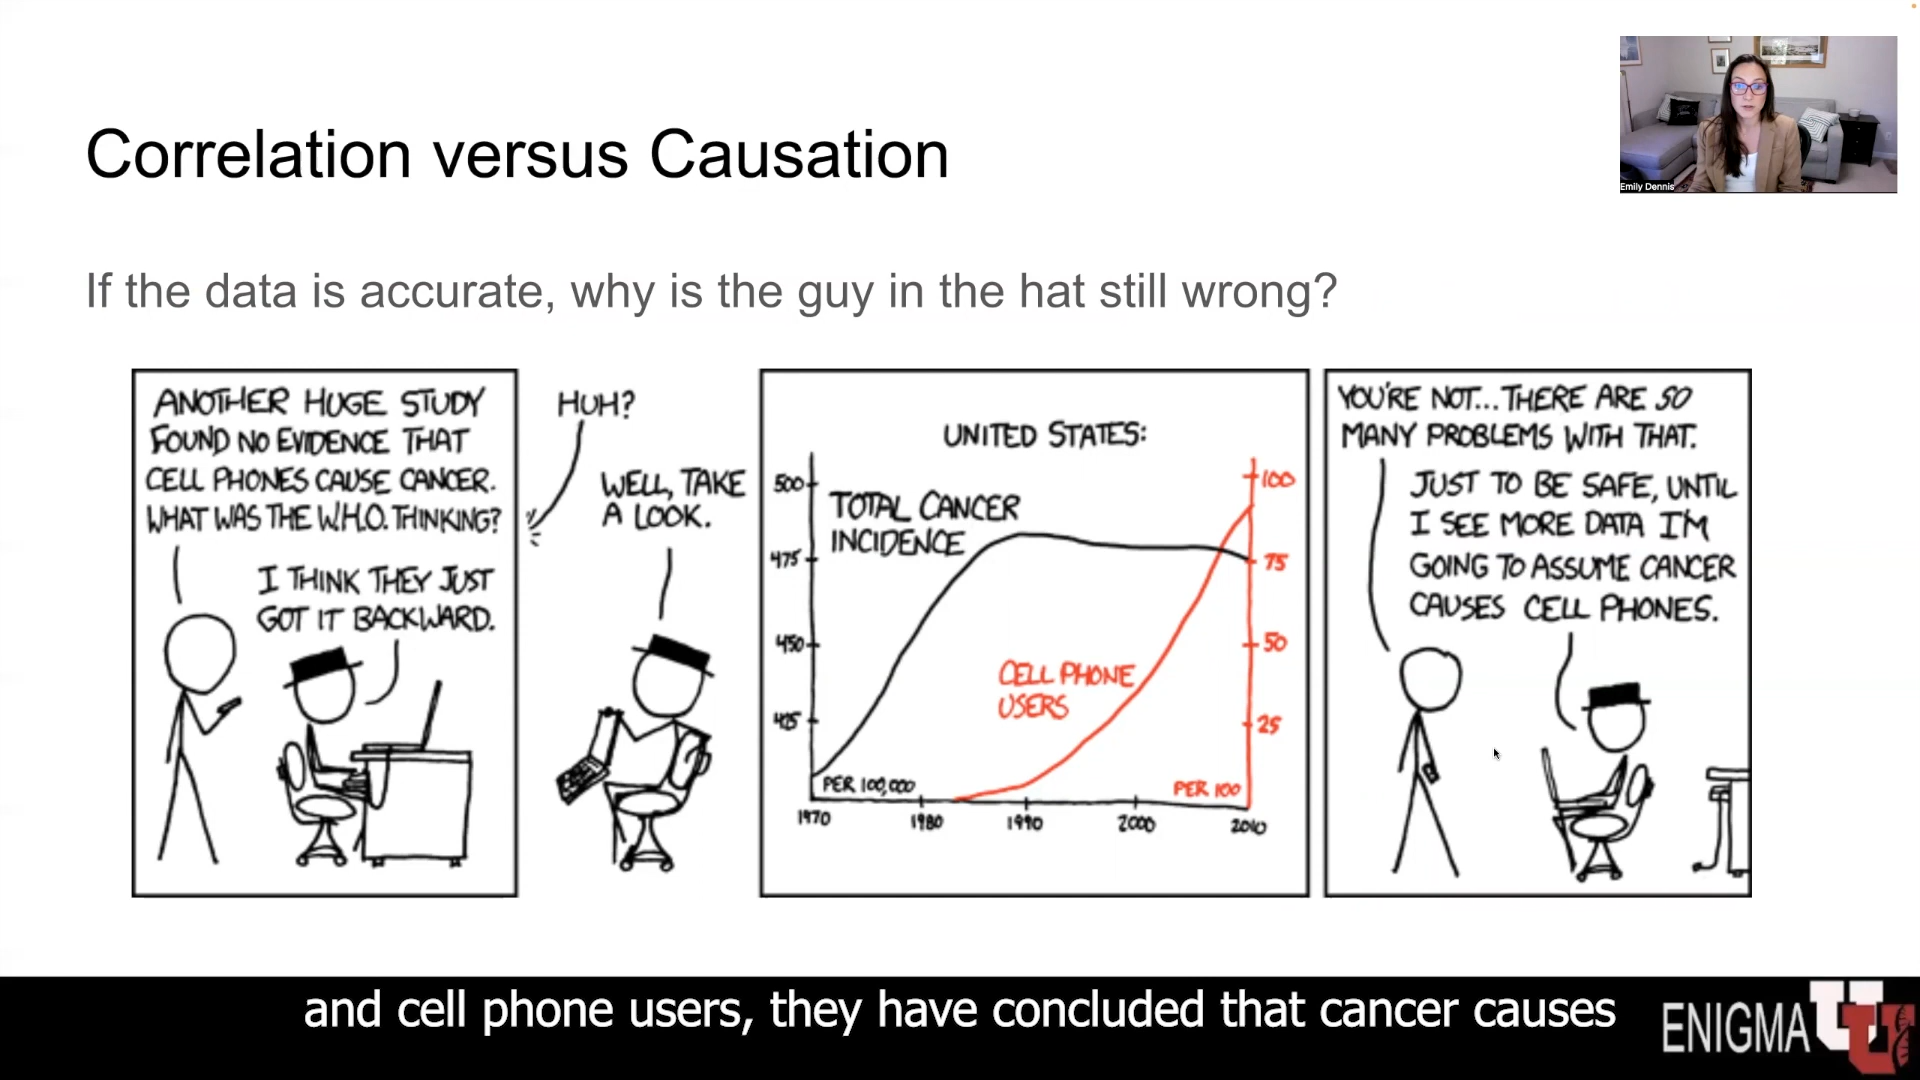 Emily Dennis
Correlation versus Causation
If the data is accurate, why is the guy in the hat still wrong?
ANOTHER HUGE STUDY
FOUND NO EVIDENCE THAT
CELL PHONES CAUSE CANCER.
WHAT WAS THE W.H.O. THINKING?
I THINK THEY JUST
GOT IT BACKWARD.
HUH?
WELL, TAKE
A LOOK.
UNITED STATES:
TOTAL CANCER
INCIDENCE
CELL PHONE
USERS
500
475
450
425
100
75
50
25
PER 100,000
PER 100
1970
1980
1990
2000
2010
YOU'RE NOT... THERE ARE SO
MANY PROBLEMS WITH THAT.
JUST TO BE SAFE, UNTIL
I SEE MORE DATA I'M
GOING TO ASSUME CANCER
CAUSES CELL PHONES.
and cell phone users, they have concluded that cancer causes
ENIGMA U